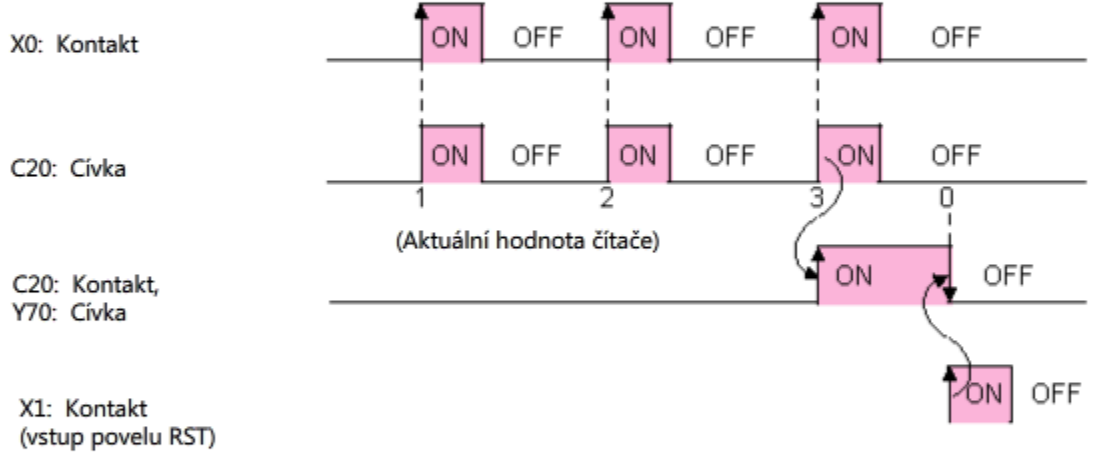 X0: Kontakt
ON OFF ON OFF ON OFF
C20: Cívka
ON OFF ON OFF ON OFF
1 2 3 0
(Aktuální hodnota čítače)
C20: Kontakt,
Y70: Cívka
ON OFF
X1: Kontakt
(vstup povelu RST)
ON OFF